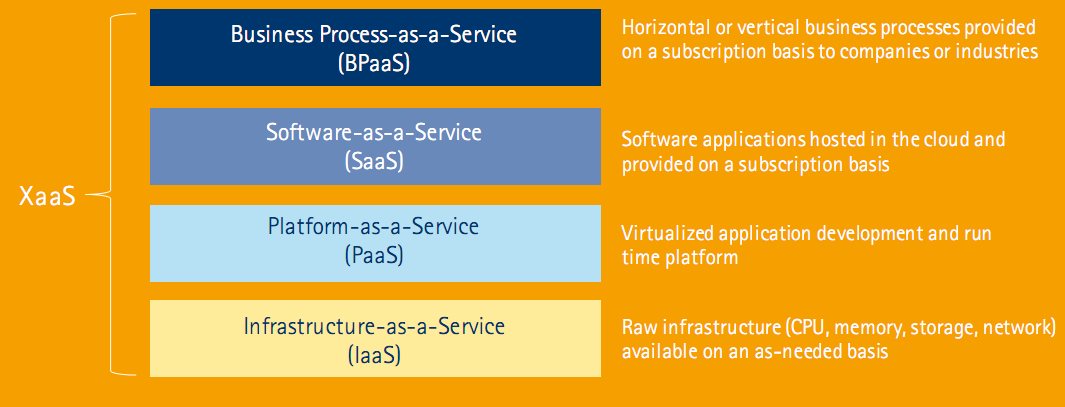 Business Process-as-a-Service
(BPaaS)
Horizontal or vertical business processes provided
on a subscription basis to companies or industries
Software-as-a-Service
(SaaS)
Software applications hosted in the cloud and
provided on a subscription basis
XaaS
Platform-as-a-Service
(PaaS)
Virtualized application development and run
time platform
Infrastructure-as-a-Service
(IaaS)
Raw infrastructure (CPU, memory, storage, network)
available on an as-needed basis